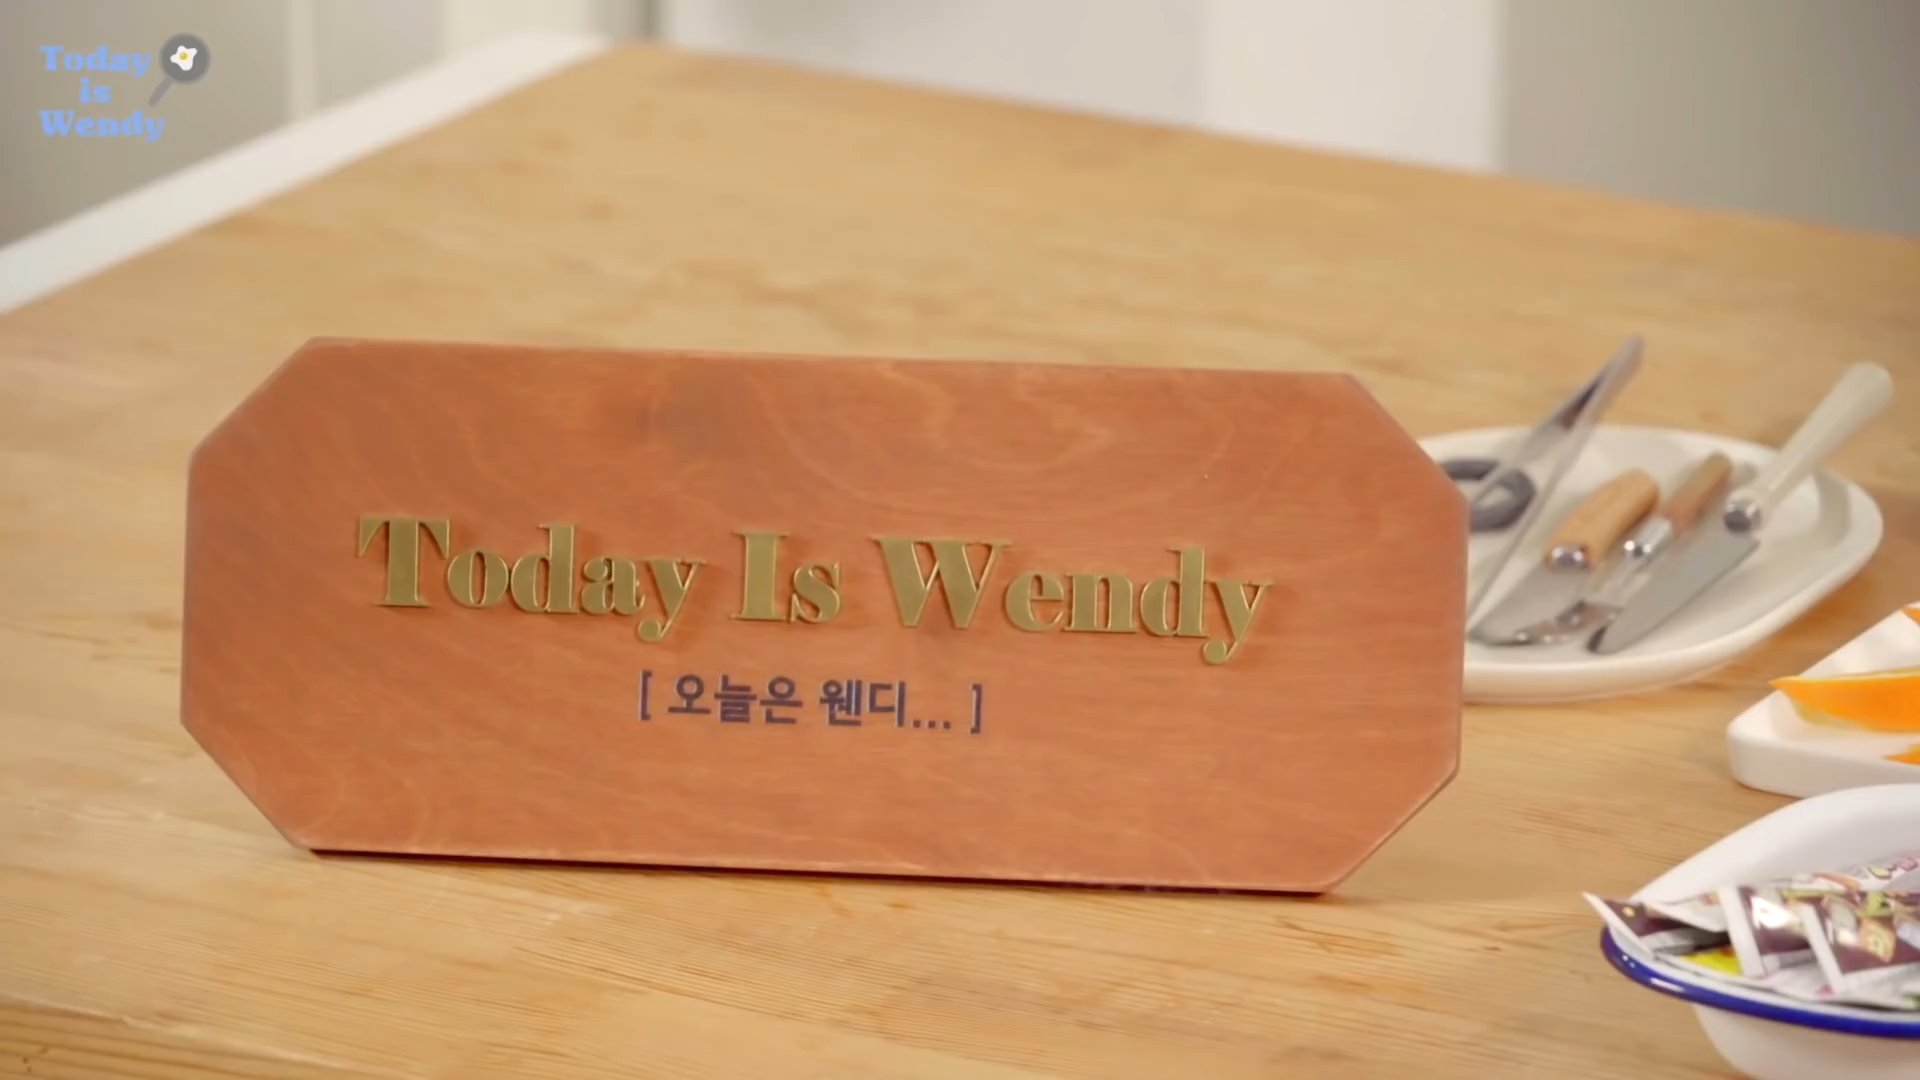 Today
is
Wendy
Today Is Wendy
[ 오늘은 웬디... ]